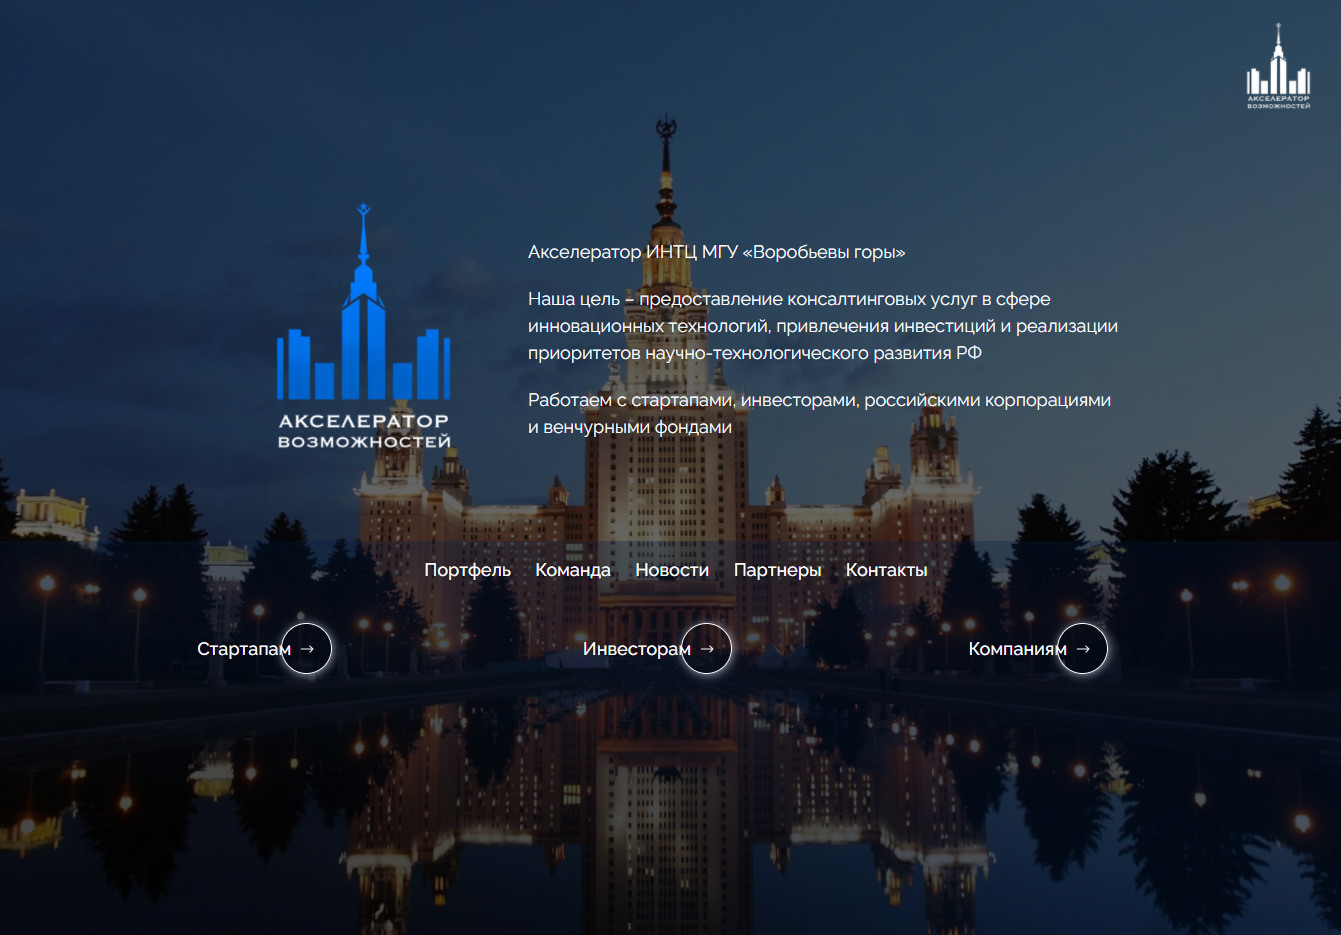 АКСЕЛЕРАТОР
ВОЗМОЖНОСТЕЙ
АКСЕЛЕРАТОР
ВОЗМОЖНОСТЕЙ
Акселератор ИНТЦ МГУ «Воробьевы горы»
Наша цель – предоставление консалтинговых услуг в сфере
инновационных технологий, привлечения инвестиций и реализации
приоритетов научно-технологического развития РФ
Работаем с стартапами, инвесторами, российскими корпорациями
и венчурными фондами
Портфель Команда Новости Партнеры Контакты
Стартапам → Инвесторам → Компаниям →